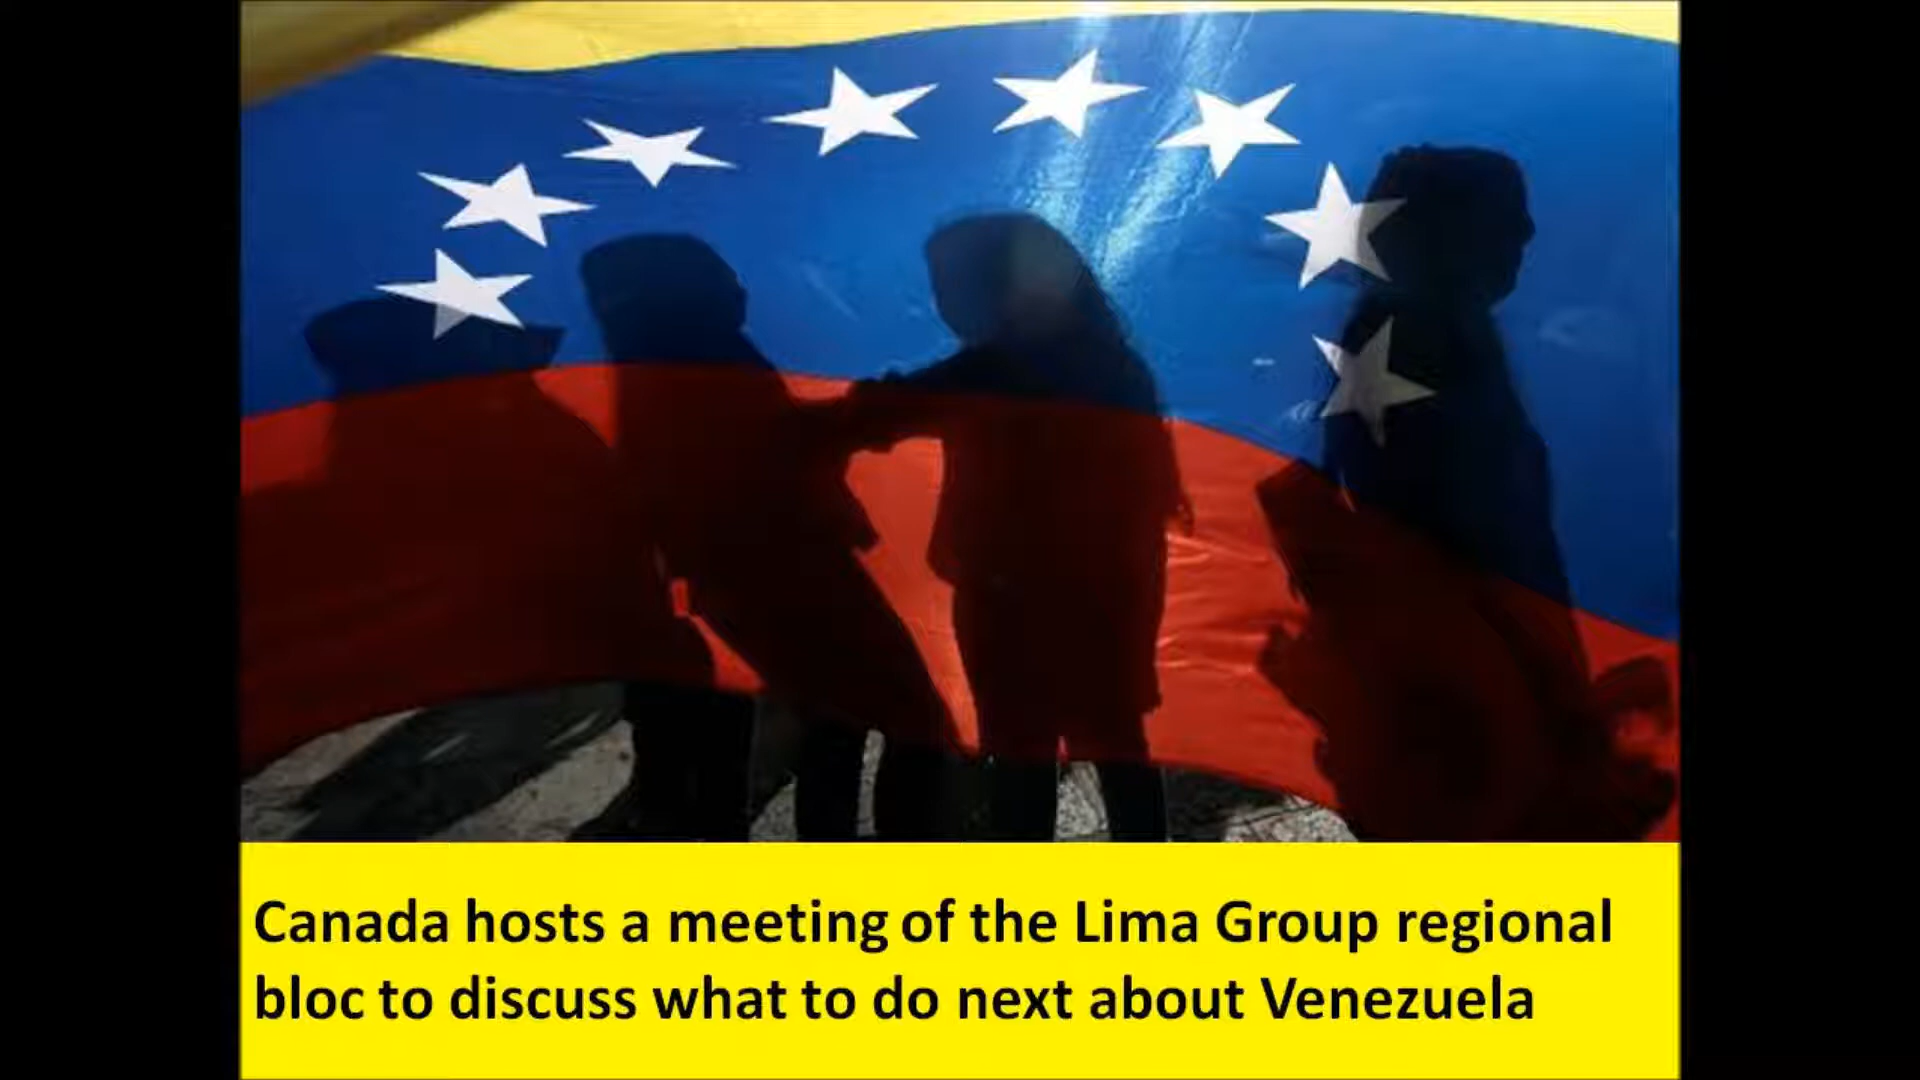 Canada hosts a meeting of the Lima Group regional
bloc to discuss what to do next about Venezuela